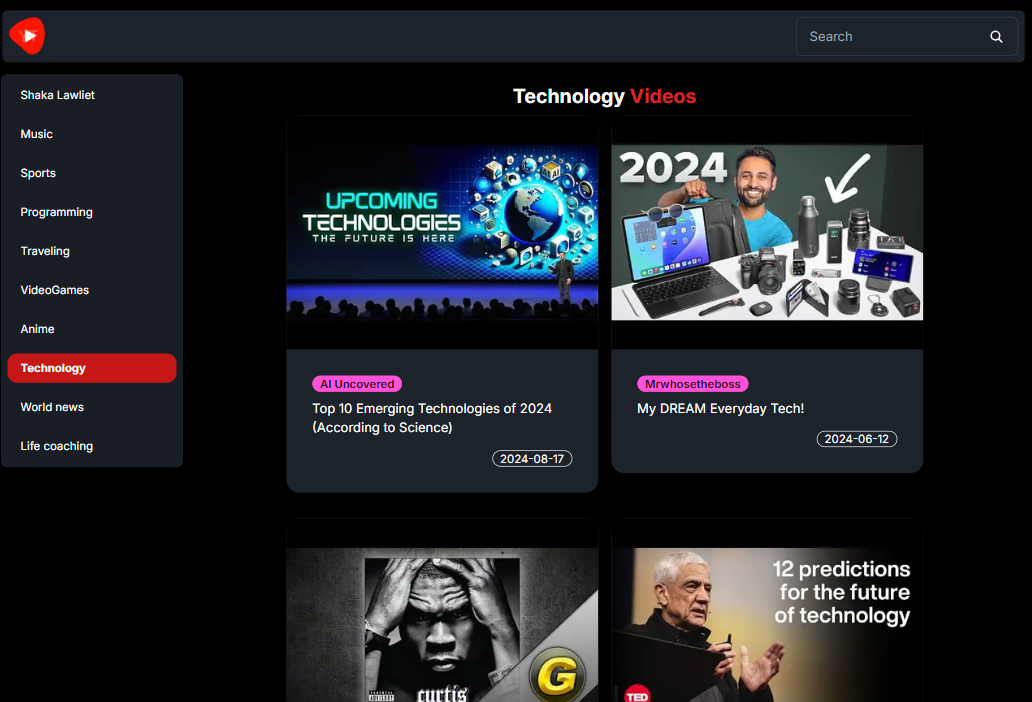 Search
Shaka Lawliet
Music
Sports
Programming
Traveling
VideoGames
Anime
Technology
World news
Life coaching
Technology Videos
UPCOMING
TECHNOLOGIES
THE FUTURE IS HERE
2024
AI Uncovered
Top 10 Emerging Technologies of 2024
(According to Science)
2024-08-17
Mrwhosetheboss
My DREAM Everyday Tech!
2024-06-12
PARENTAL
ADVISORY
curtis
G
12 predictions
for the future
of technology
TED